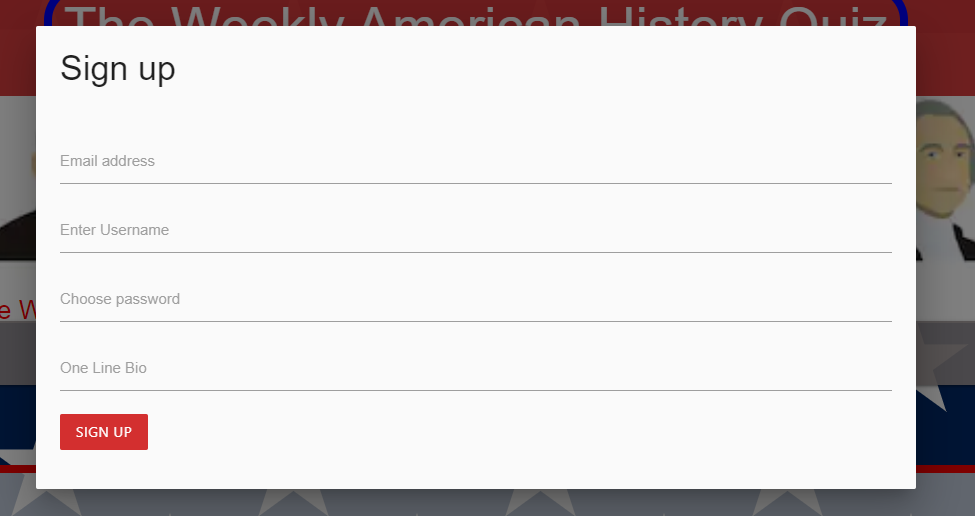 The Weekly American History Quiz
Sign up
Email address
Enter Username
Choose password
One Line Bio
e W
SIGN UP